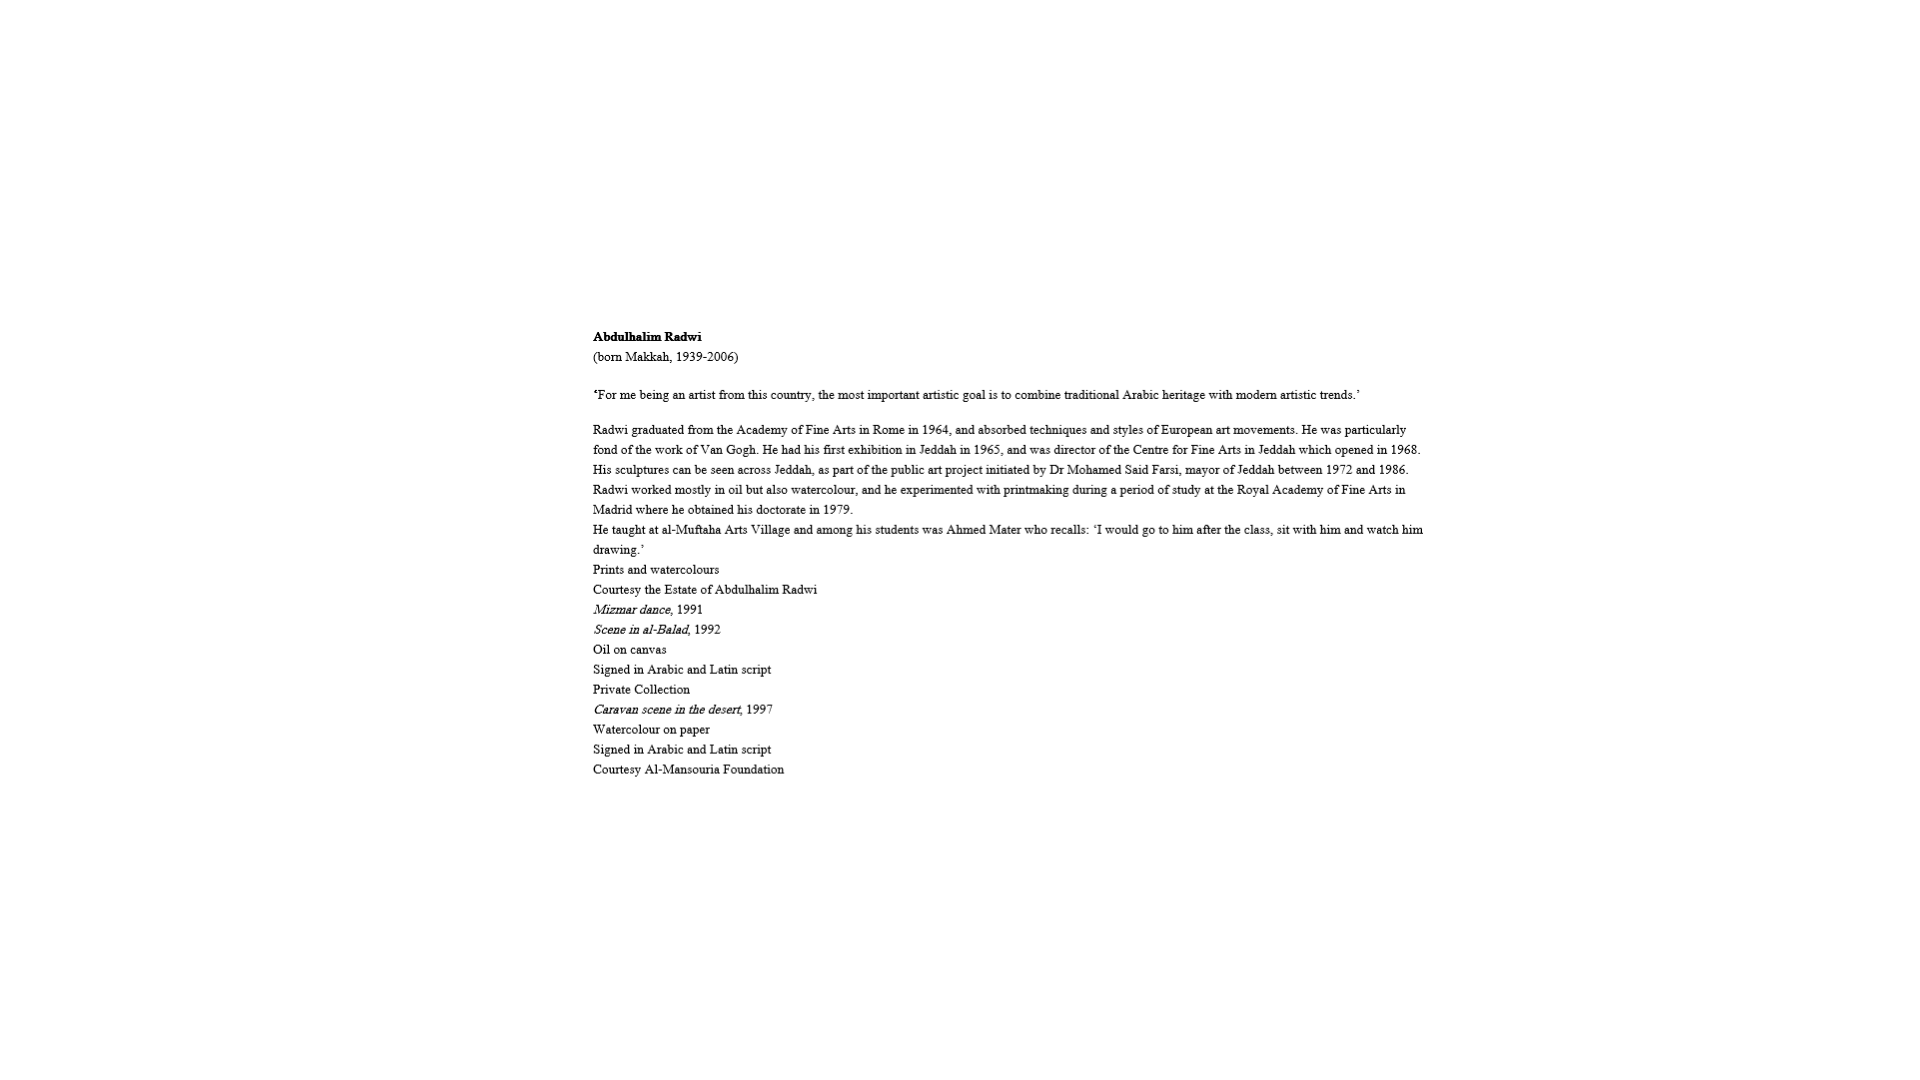 Abdulhalim Radwi
(born Makkah, 1939-2006)
‘For me being an artist from this country, the most important artistic goal is to combine traditional Arabic heritage with modern artistic trends.’
Radwi graduated from the Academy of Fine Arts in Rome in 1964, and absorbed techniques and styles of European art movements. He was particularly
fond of the work of Van Gogh. He had his first exhibition in Jeddah in 1965, and was director of the Centre for Fine Arts in Jeddah which opened in 1968.
His sculptures can be seen across Jeddah, as part of the public art project initiated by Dr Mohamed Said Farsi, mayor of Jeddah between 1972 and 1986.
Radwi worked mostly in oil but also watercolour, and he experimented with printmaking during a period of study at the Royal Academy of Fine Arts in
Madrid where he obtained his doctorate in 1979.
He taught at al-Muftaha Arts Village and among his students was Ahmed Mater who recalls: ‘I would go to him after the class, sit with him and watch him
drawing.’
Prints and watercolours
Courtesy the Estate of Abdulhalim Radwi
Mizmar dance, 1991
Scene in al-Balad, 1992
Oil on canvas
Signed in Arabic and Latin script
Private Collection
Caravan scene in the desert, 1997
Watercolour on paper
Signed in Arabic and Latin script
Courtesy Al-Mansouria Foundation